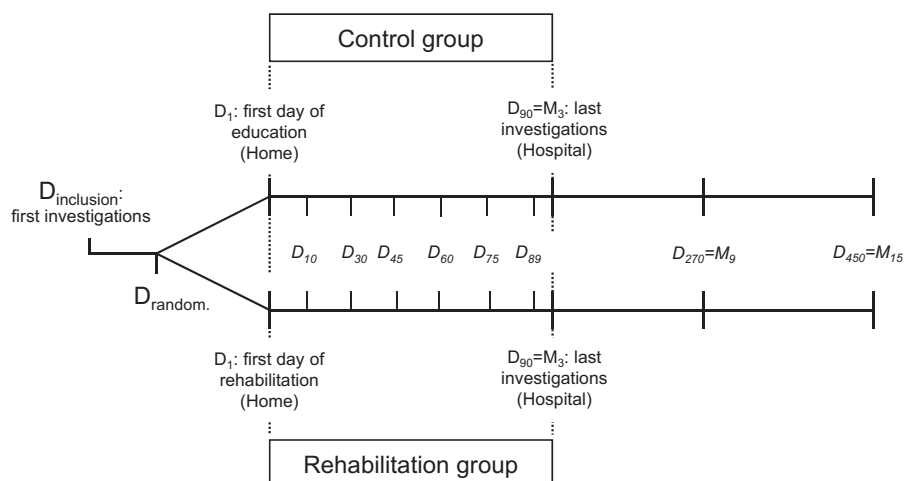 Control group
D₁: first day of
education
(Home)
D₉₀=M₃: last
investigations
(Hospital)
D_inclusion:
first investigations
D_random.
D₁₀ D₃₀ D₄₅ D₆₀ D₇₅ D₈₉ D₂₇₀=M₉ D₄₅₀=M₁₅
D₁: first day of
rehabilitation
(Home)
D₉₀=M₃: last
investigations
(Hospital)
Rehabilitation group